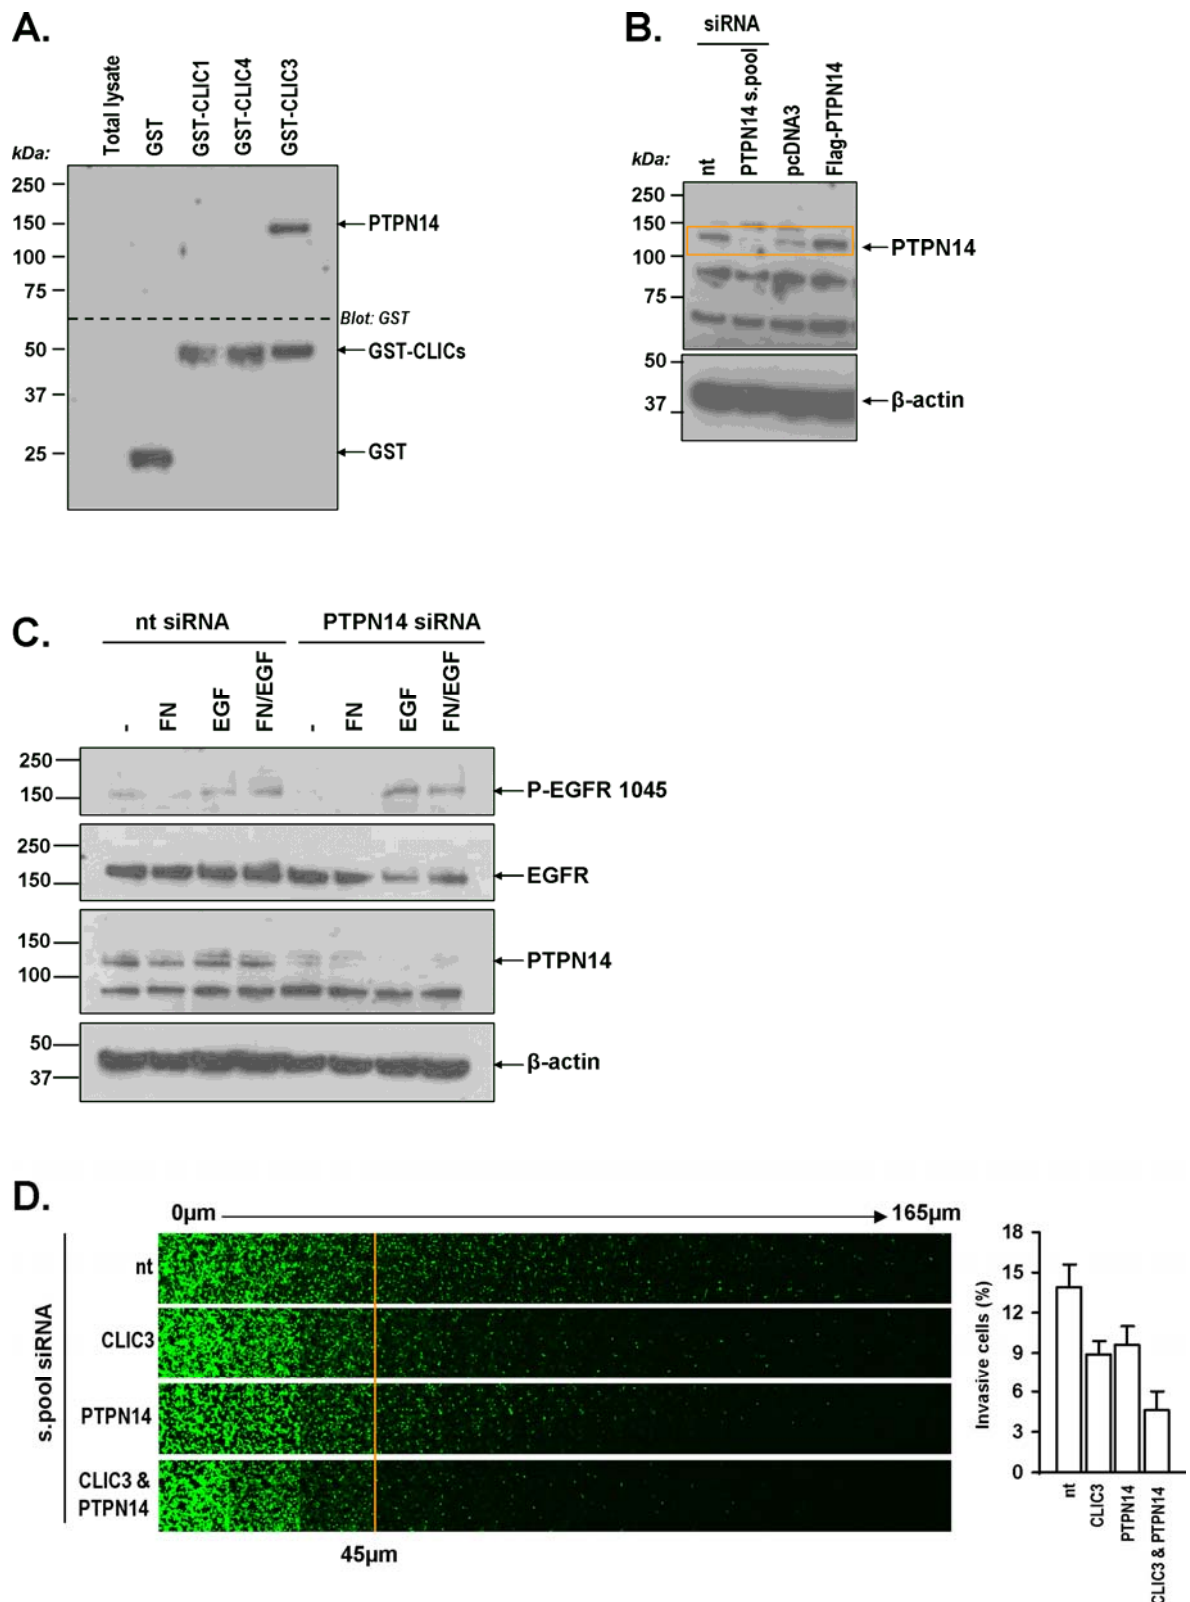 A.
Total lysate
GST
GST-CLIC1
GST-CLIC4
GST-CLIC3
kDa:
250
150
100
75
50
37
25
PTPN14
Blot: GST
GST-CLICs
GST
B.
siRNA
nt
PTPN14 s.pool
pcDNA3
Flag-PTPN14
kDa:
250
150
100
75
50
37
PTPN14
β-actin
C.
nt siRNA
PTPN14 siRNA
-
FN
EGF
FN/EGF
-
FN
EGF
FN/EGF
250
150
P-EGFR 1045
250
150
EGFR
150
100
PTPN14
50
37
β-actin
D.
0µm
165µm
s.pool siRNA
nt
CLIC3
PTPN14
CLIC3 &
PTPN14
45µm
Invasive cells (%)
18
15
12
9
6
3
0
nt
CLIC3
PTPN14
CLIC3 & PTPN14